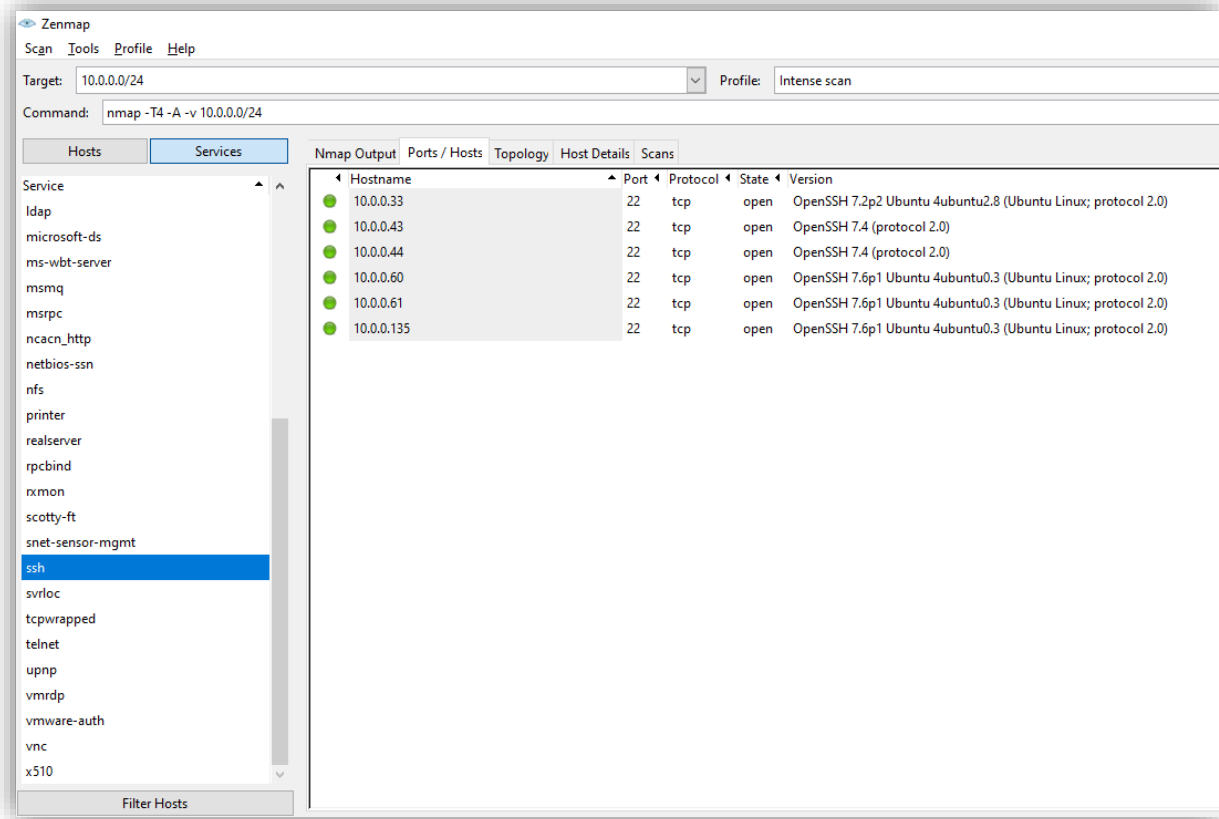 Zenmap
Scan Tools Profile Help
Target: 10.0.0.0/24 Profile: Intense scan
Command: nmap -T4 -A -v 10.0.0.0/24
Hosts Services
Nmap Output Ports / Hosts Topology Host Details Scans
Service
ldap
microsoft-ds
ms-wbt-server
msmq
msrpc
ncacn_http
netbios-ssn
nfs
printer
realserver
rpcbind
rxmon
scotty-ft
snet-sensor-mgmt
ssh
svrloc
tcpwrapped
telnet
upnp
vmrdp
vmware-auth
vnc
x510
Filter Hosts
Hostname Port Protocol State Version
10.0.0.33 22 tcp open OpenSSH 7.2p2 Ubuntu 4ubuntu2.8 (Ubuntu Linux; protocol 2.0)
10.0.0.43 22 tcp open OpenSSH 7.4 (protocol 2.0)
10.0.0.44 22 tcp open OpenSSH 7.4 (protocol 2.0)
10.0.0.60 22 tcp open OpenSSH 7.6p1 Ubuntu 4ubuntu0.3 (Ubuntu Linux; protocol 2.0)
10.0.0.61 22 tcp open OpenSSH 7.6p1 Ubuntu 4ubuntu0.3 (Ubuntu Linux; protocol 2.0)
10.0.0.135 22 tcp open OpenSSH 7.6p1 Ubuntu 4ubuntu0.3 (Ubuntu Linux; protocol 2.0)